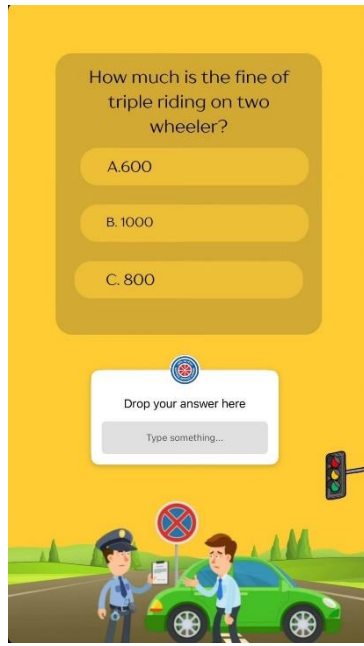 How much is the fine of
triple riding on two
wheeler?
A.600
B. 1000
C. 800
Drop your answer here
Type something...